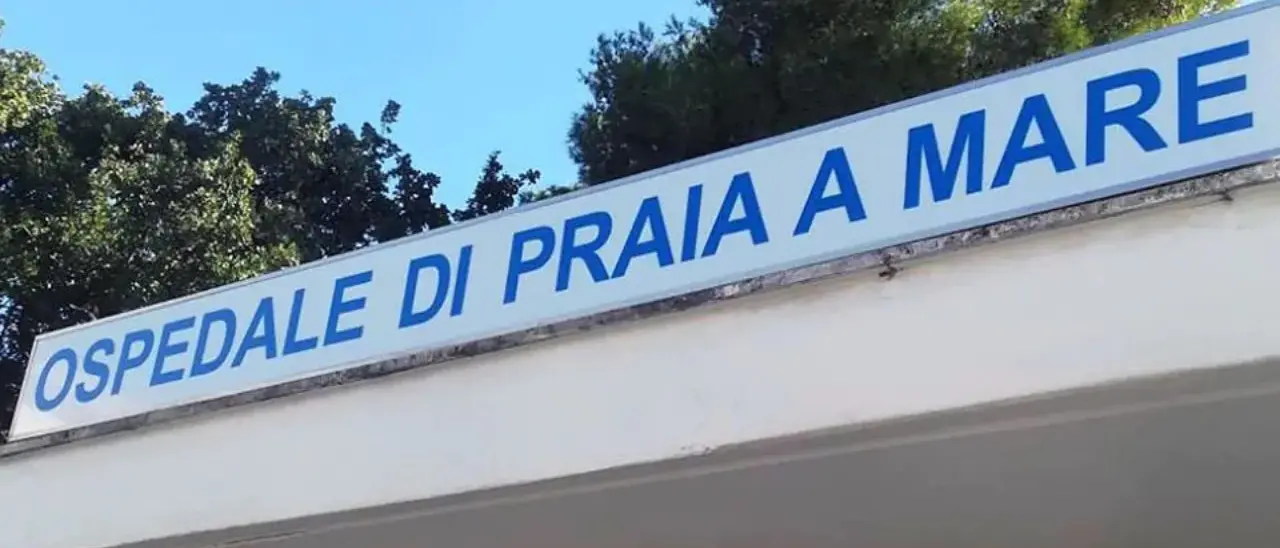 OSPEDALE DI PRAIA A MARE